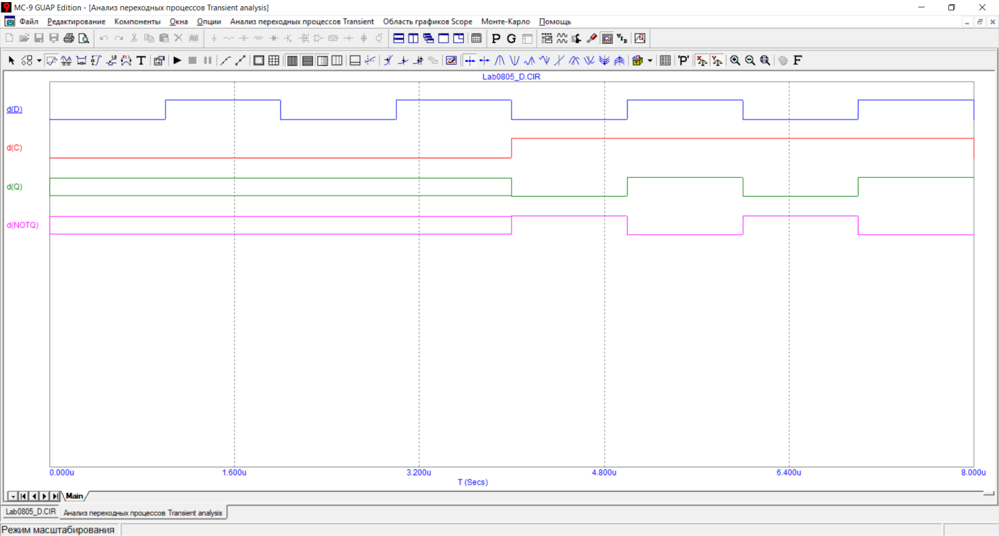 MC-9 GUAP Edition - [Анализ переходных процессов Transient analysis]
Файл Редактирование Компоненты Окна Опции Анализ переходных процессов Transient Область графиков Scope Монте-Карло Помощь
P G
T 'P' F
Lab0805_D.CIR
d(D)
d(C)
d(Q)
d(NOTQ)
0.000u 1.600u 3.200u 4.800u 6.400u 8.000u
T (Secs)
Main
Lab0805_D.CIR Анализ переходных процессов Transient analysis
Режим масштабирования